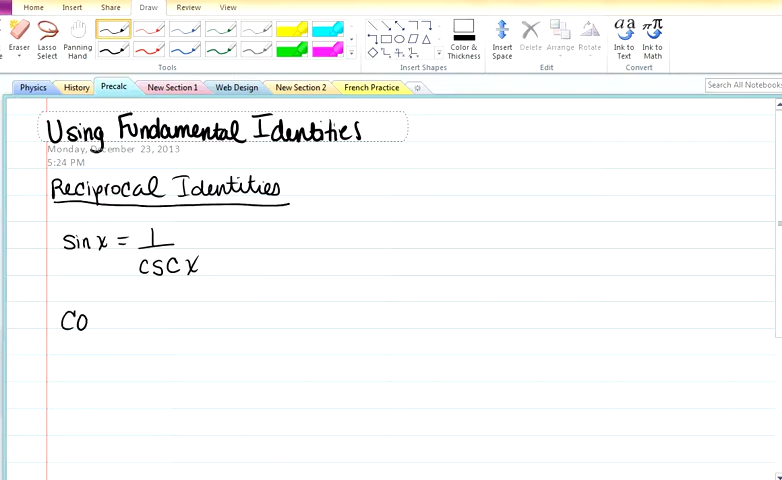 Home Insert Share Draw Review View
Eraser Lasso Select Panning Hand Color & Thickness Insert Space Delete Arrange Rotate Ink to Text Ink to Math
Tools Insert Shapes Edit Convert
Physics History Precalc New Section 1 Web Design New Section 2 French Practice Search All Notebooks
Using Fundamental Identities
Monday, December 23, 2013
5:24 PM
Reciprocal Identities
sin x = 1
csc x
co